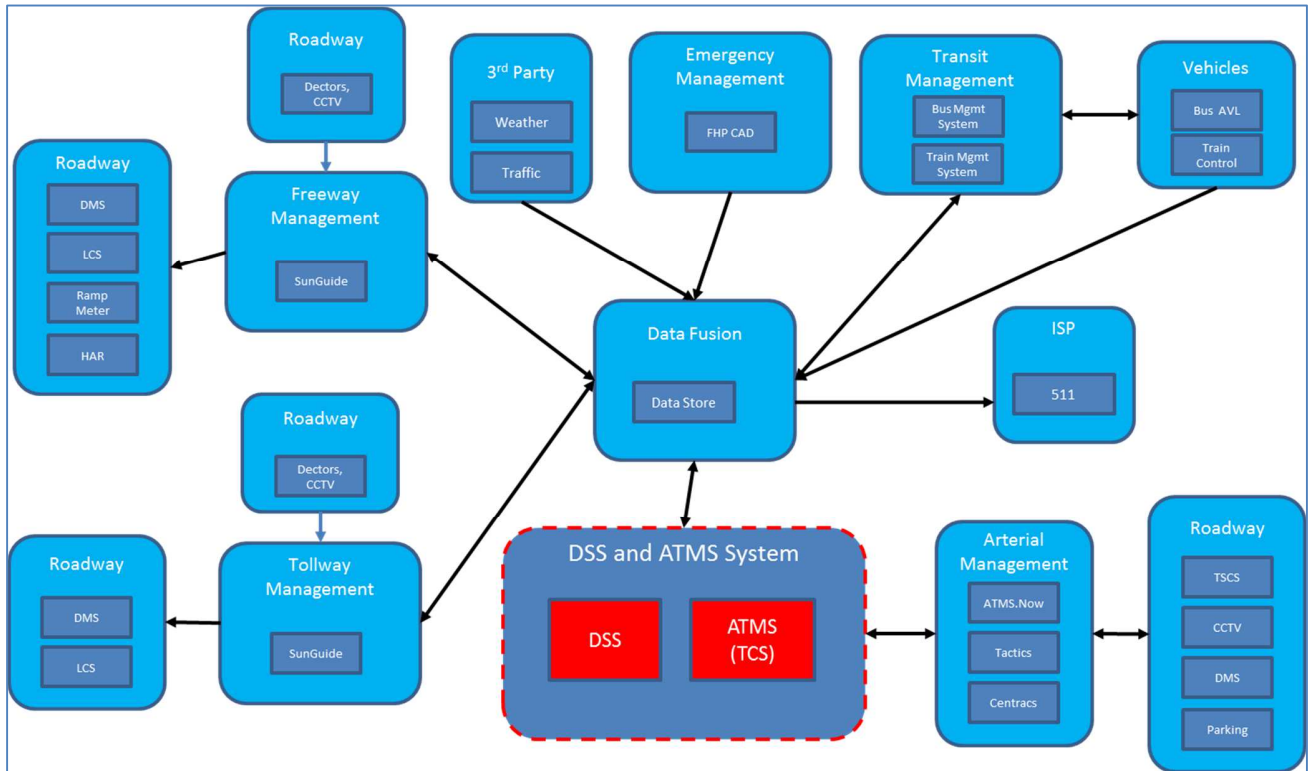 Roadway
Dectors,
CCTV
3rd Party
Weather
Traffic
Emergency
Management
FHP CAD
Transit
Management
Bus Mgmt
System
Train Mgmt
System
Vehicles
Bus AVL
Train
Control
Roadway
DMS
LCS
Ramp
Meter
HAR
Freeway
Management
SunGuide
Data Fusion
Data Store
ISP
511
Roadway
Dectors,
CCTV
Roadway
DMS
LCS
Tollway
Management
SunGuide
DSS and ATMS System
DSS
ATMS
(TCS)
Arterial
Management
ATMS.Now
Tactics
Centracs
Roadway
TSCS
CCTV
DMS
Parking